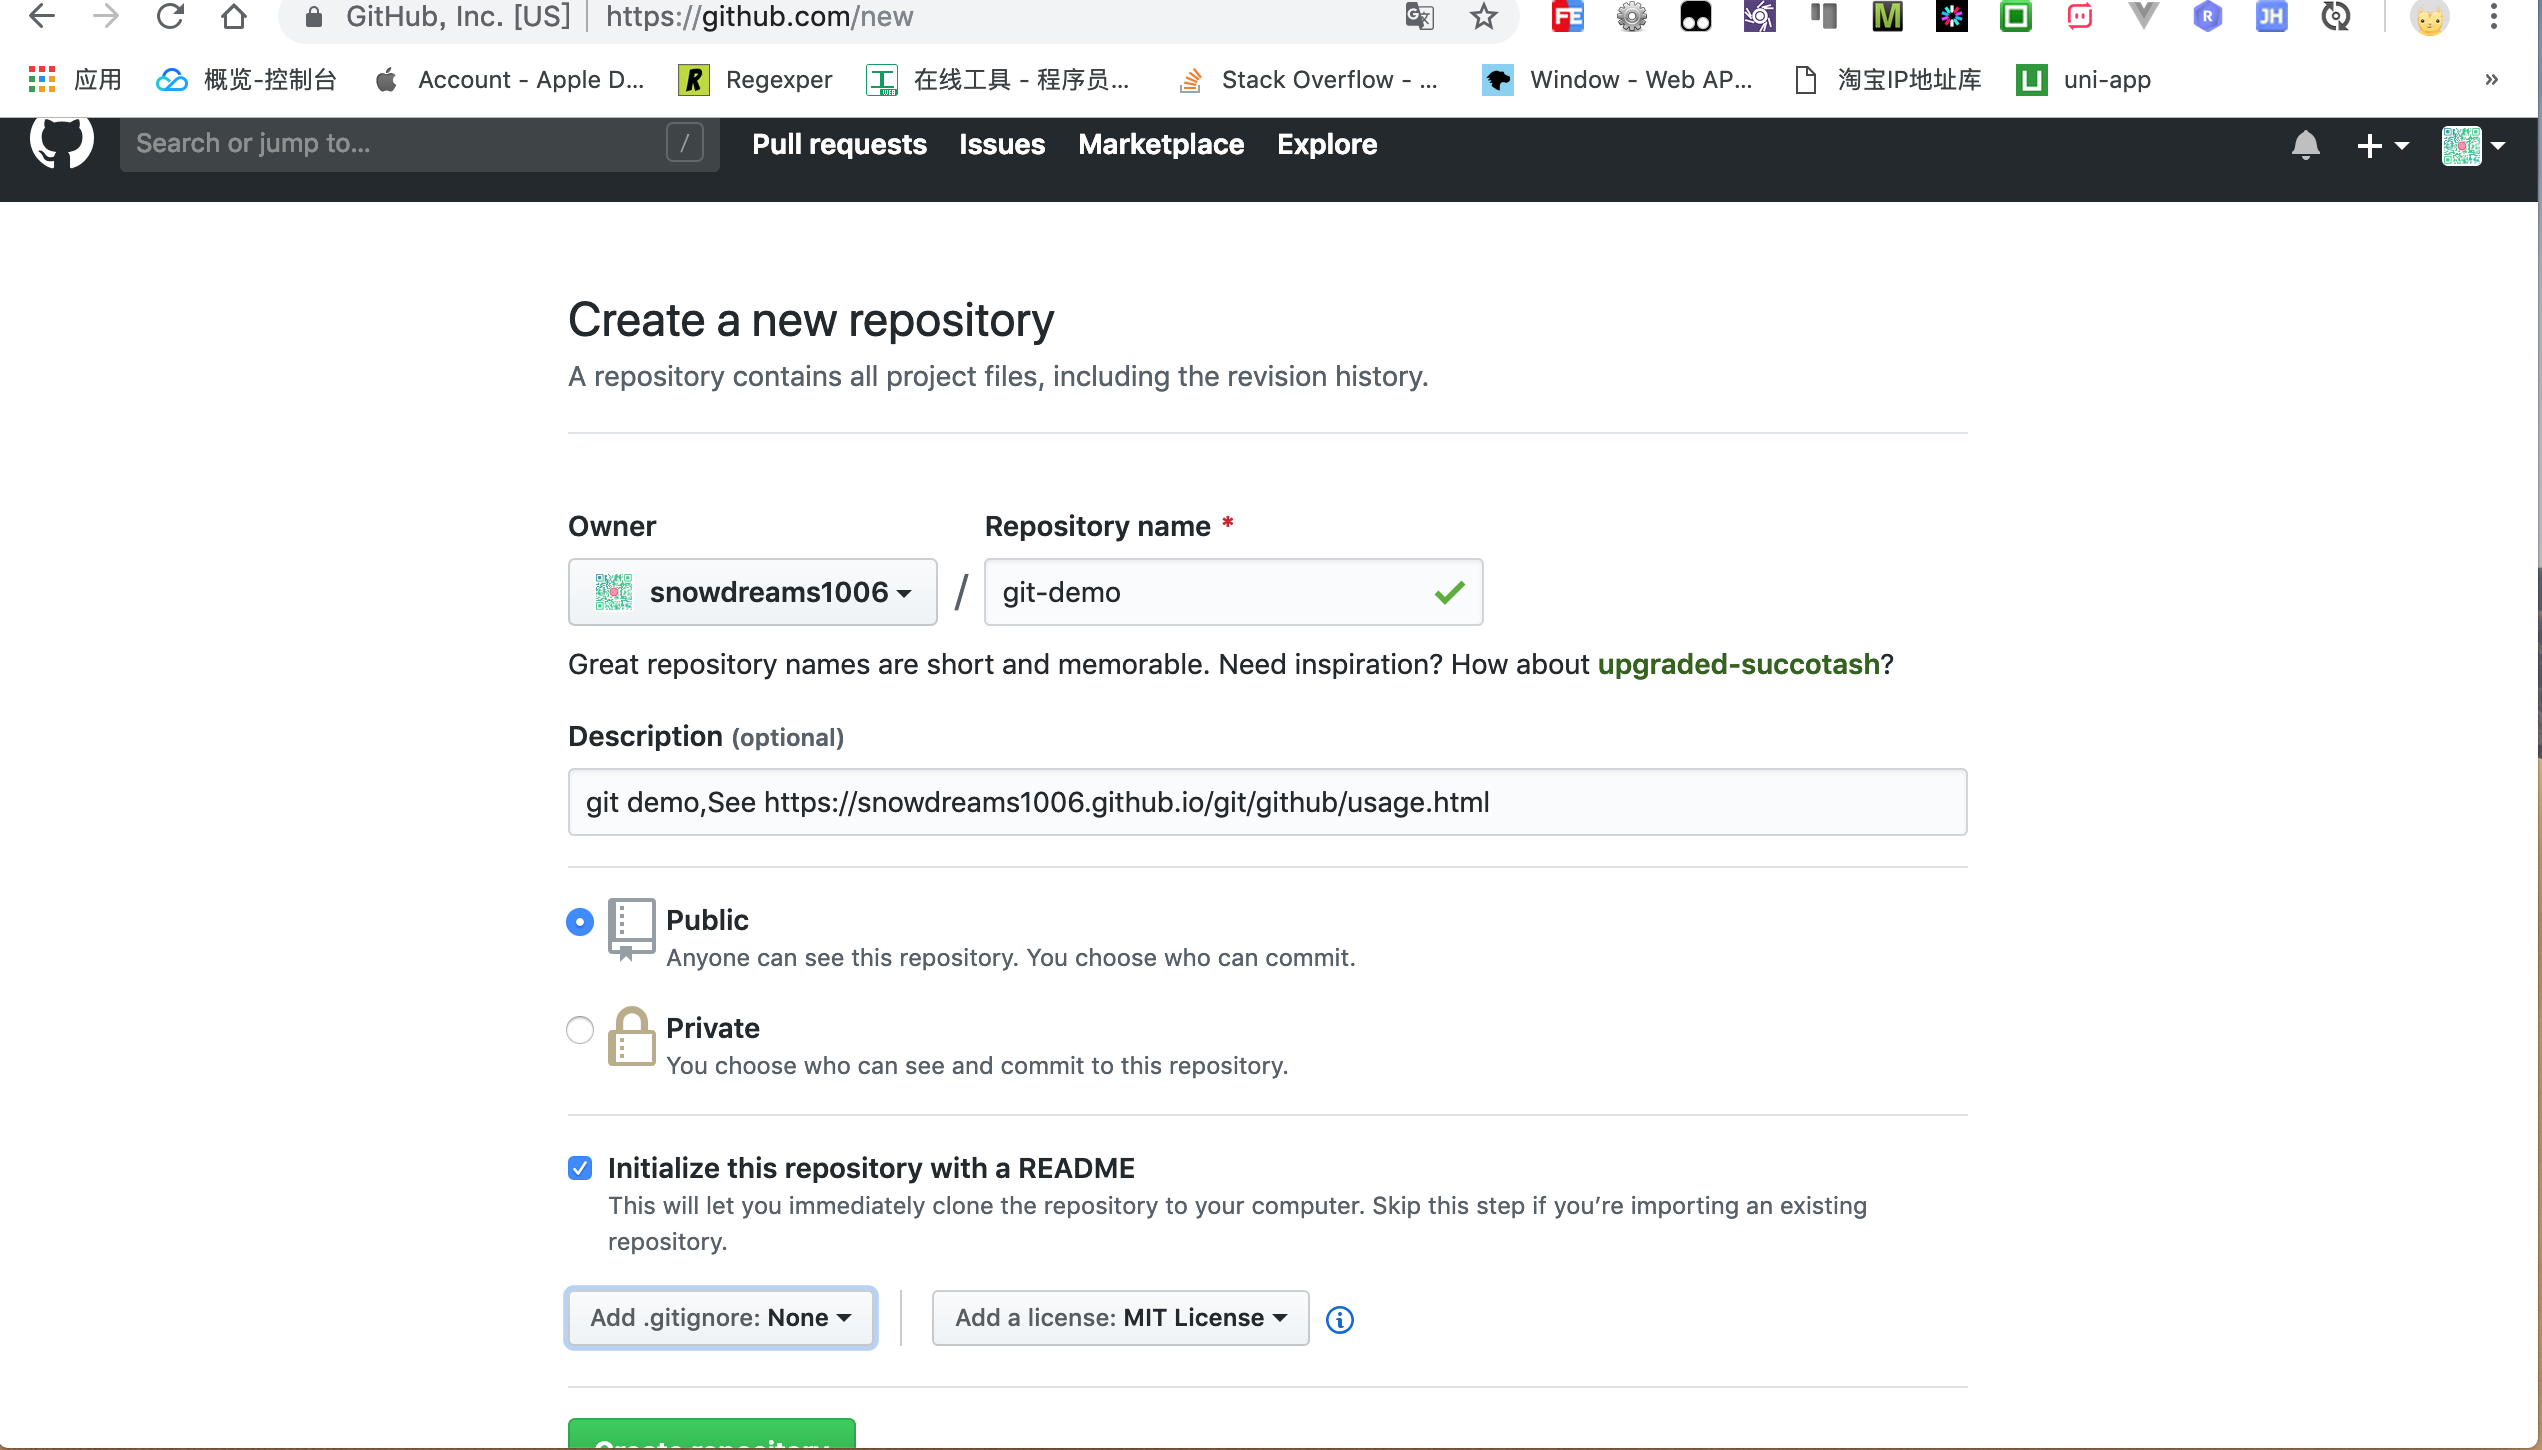 GitHub, Inc. [US] | https://github.com/new
应用 概览-控制台 Account - Apple D... Regexper 在线工具 - 程序员... Stack Overflow - ... Window - Web AP... 淘宝IP地址库 uni-app »
Search or jump to... / Pull requests Issues Marketplace Explore
Create a new repository
A repository contains all project files, including the revision history.
Owner Repository name *
snowdreams1006 / git-demo
Great repository names are short and memorable. Need inspiration? How about upgraded-succotash?
Description (optional)
git demo,See https://snowdreams1006.github.io/git/github/usage.html
Public
Anyone can see this repository. You choose who can commit.
Private
You choose who can see and commit to this repository.
Initialize this repository with a README
This will let you immediately clone the repository to your computer. Skip this step if you’re importing an existing
repository.
Add .gitignore: None Add a license: MIT License
Create repository